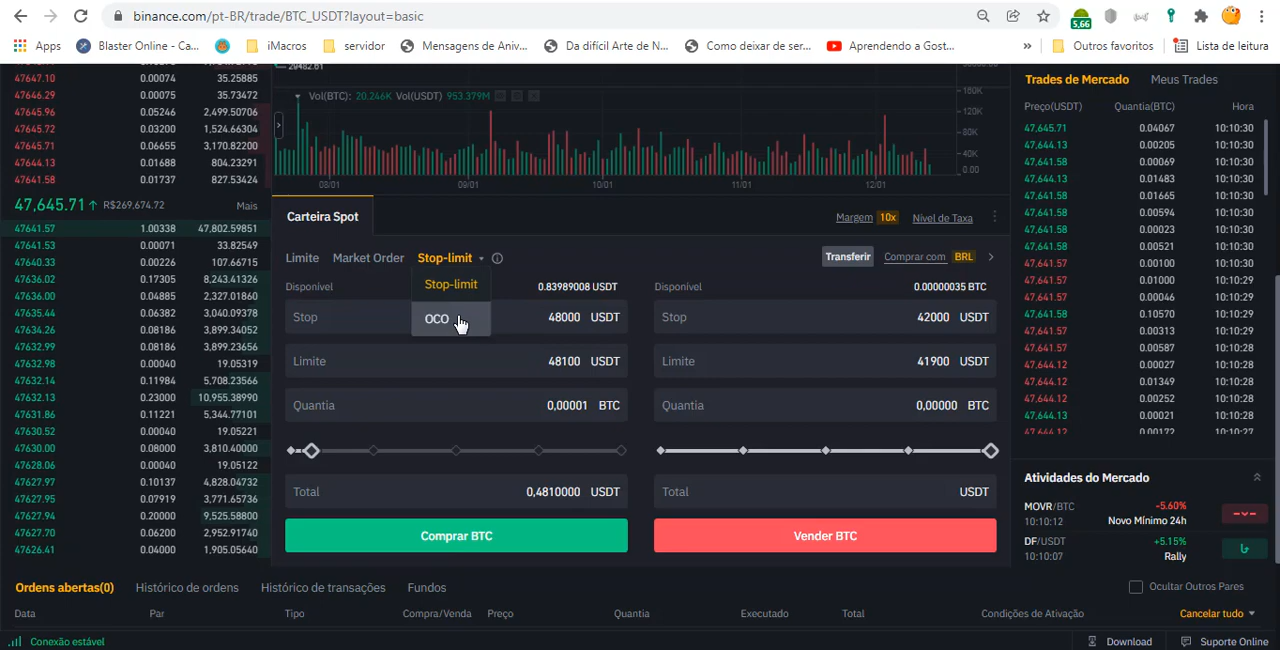 binance.com/pt-BR/trade/BTC_USDT?layout=basic
5,66
Apps
Blaster Online - Ca...
iMacros
servidor
Mensagens de Aniv...
Da difícil Arte de N...
Como deixar de ser...
Aprendendo a Gost...
»
Outros favoritos
Lista de leitura
47647.10 0.00074 35.25885
47646.29 0.00075 35.73472
47645.96 0.05246 2,499.50706
47645.72 0.03200 1,524.66304
47645.71 0.06655 3,170.82200
47644.13 0.01688 804.23291
47641.58 0.01737 827.53424
47,645.71↑ R$269,674.72 Mais
47641.57 1.00338 47,802.59851
47641.53 0.00071 33.82549
47640.33 0.00226 107.66715
47636.02 0.17305 8,243.41326
47636.00 0.04885 2,327.01860
47635.44 0.06382 3,040.09378
47634.26 0.08186 3,899.34052
47632.99 0.08186 3,899.23656
47632.98 0.00040 19.05319
47632.14 0.11984 5,708.23566
47632.13 0.23000 10,955.38990
47631.86 0.11221 5,344.77101
47630.52 0.00040 19.05221
47630.00 0.08000 3,810.40000
47628.06 0.00040 19.05122
47627.97 0.10137 4,828.04732
47627.95 0.07919 3,771.65736
47627.94 0.20000 9,525.58800
47627.70 0.06200 2,952.91740
47626.41 0.04000 1,905.05640
Vol(BTC): 20.246K Vol(USDT) 953.379M
180K
120K
80K
40K
0.00
08/01 09/01 10/01 11/01 12/01
Carteira Spot
Margem 10x Nível de Taxa
Limite Market Order Stop-limit
Transferir Comprar com BRL
Stop-limit
OCO
Disponível 0.83989008 USDT
Stop 48000 USDT
Limite 48100 USDT
Quantia 0,00001 BTC
Total 0,4810000 USDT
Comprar BTC
Disponível 0.00000035 BTC
Stop 42000 USDT
Limite 41900 USDT
Quantia 0,00000 BTC
Total USDT
Vender BTC
Trades de Mercado Meus Trades
Preço(USDT) Quantia(BTC) Hora
47,645.71 0.04067 10:10:30
47,644.13 0.00205 10:10:30
47,641.58 0.00069 10:10:30
47,644.13 0.01483 10:10:30
47,641.58 0.01665 10:10:30
47,641.58 0.00594 10:10:30
47,641.58 0.00023 10:10:30
47,641.58 0.00521 10:10:30
47,641.57 0.00100 10:10:30
47,641.57 0.01000 10:10:29
47,641.57 0.00046 10:10:29
47,641.58 0.10570 10:10:29
47,641.57 0.00313 10:10:29
47,641.57 0.00587 10:10:28
47,644.12 0.00027 10:10:28
47,644.12 0.01349 10:10:28
47,644.12 0.00252 10:10:28
47,644.13 0.00021 10:10:28
47,644.12 0.00172 10:10:27
Atividades do Mercado
MOVR/BTC -5.60%
10:10:12 Novo Mínimo 24h
DF/USDT +5.15%
10:10:07 Rally
Ordens abertas(0) Histórico de ordens Histórico de transações Fundos
Ocultar Outros Pares
Data Par Tipo Compra/Venda Preço Quantia Executado Total Condições de Ativação Cancelar tudo
Conexão estável
Download
Suporte Online